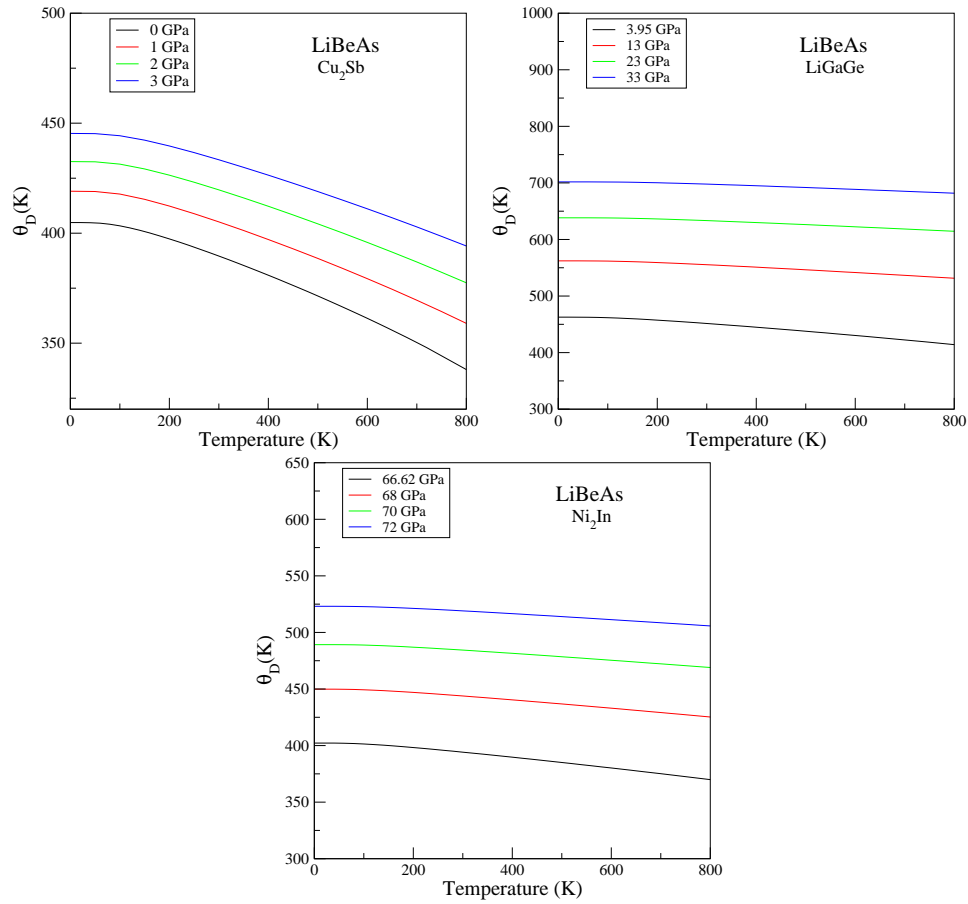 500
450
400
350
θ_D(K)
0 GPa
1 GPa
2 GPa
3 GPa
LiBeAs
Cu₂Sb
0 200 400 600 800
Temperature (K)
1000
900
800
700
600
500
400
300
θ_D(K)
3.95 GPa
13 GPa
23 GPa
33 GPa
LiBeAs
LiGaGe
0 200 400 600 800
Temperature (K)
650
600
550
500
450
400
350
300
θ_D(K)
66.62 GPa
68 GPa
70 GPa
72 GPa
LiBeAs
Ni₂In
0 200 400 600 800
Temperature (K)